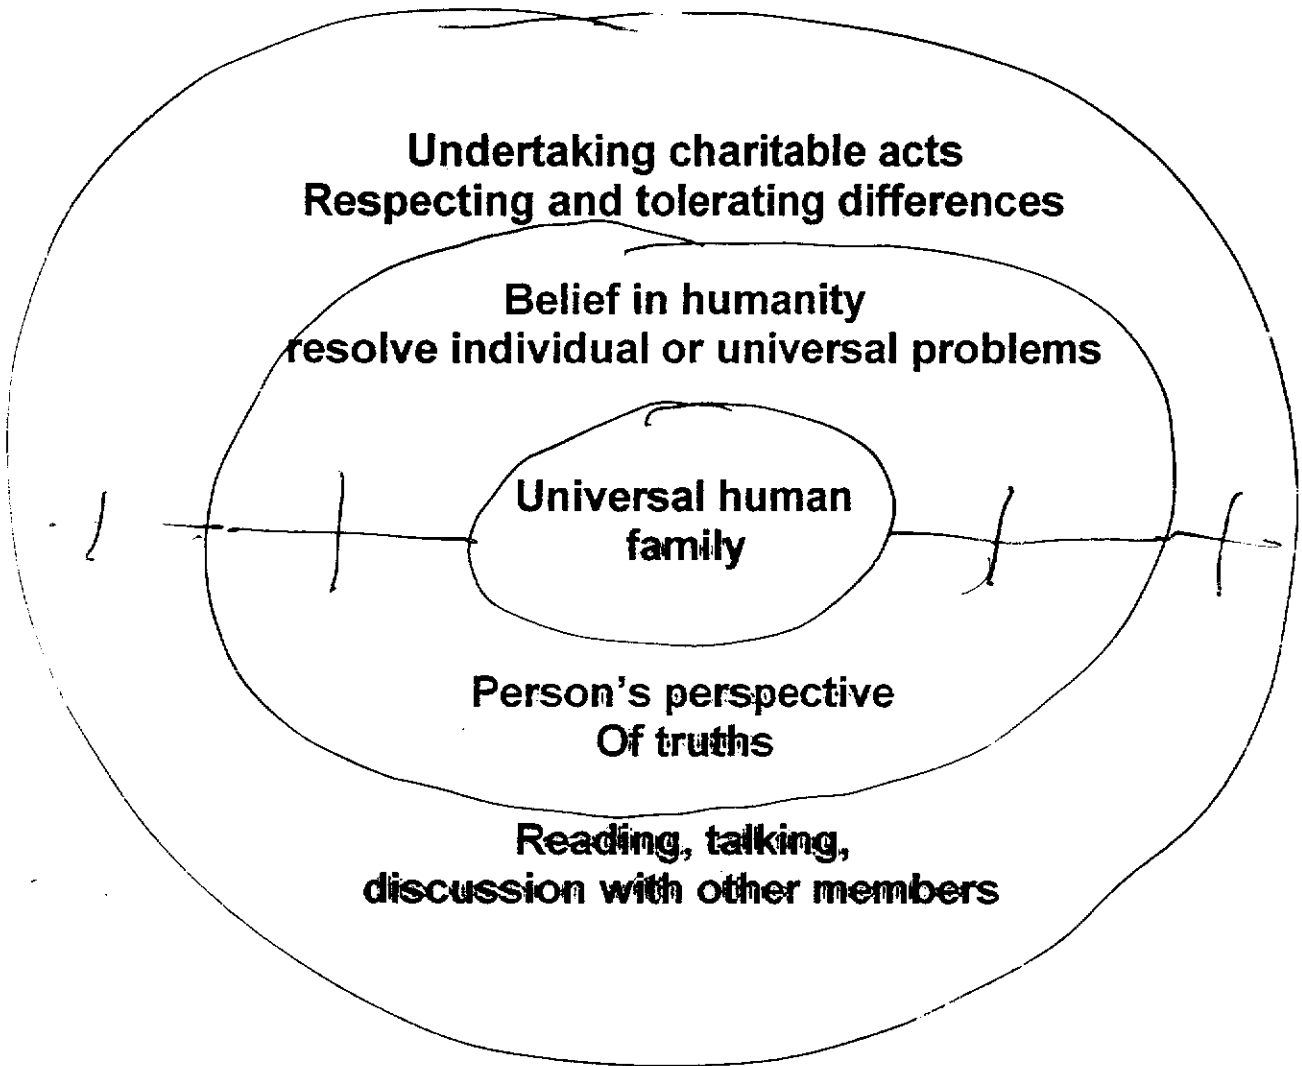 Undertaking charitable acts
Respecting and tolerating differences
Belief in humanity
resolve individual or universal problems
Universal human
family
Person's perspective
Of truths
Reading, talking,
discussion with other members